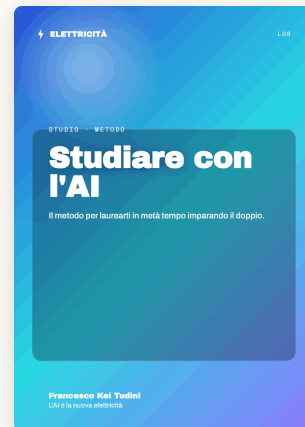 ELETTRICITÀ
L08
STUDIO · METODO
Studiare con
l'AI
Il metodo per laurearti in metà tempo imparando il doppio.
Francesco Kei Tudini
L'AI è la nuova elettricità